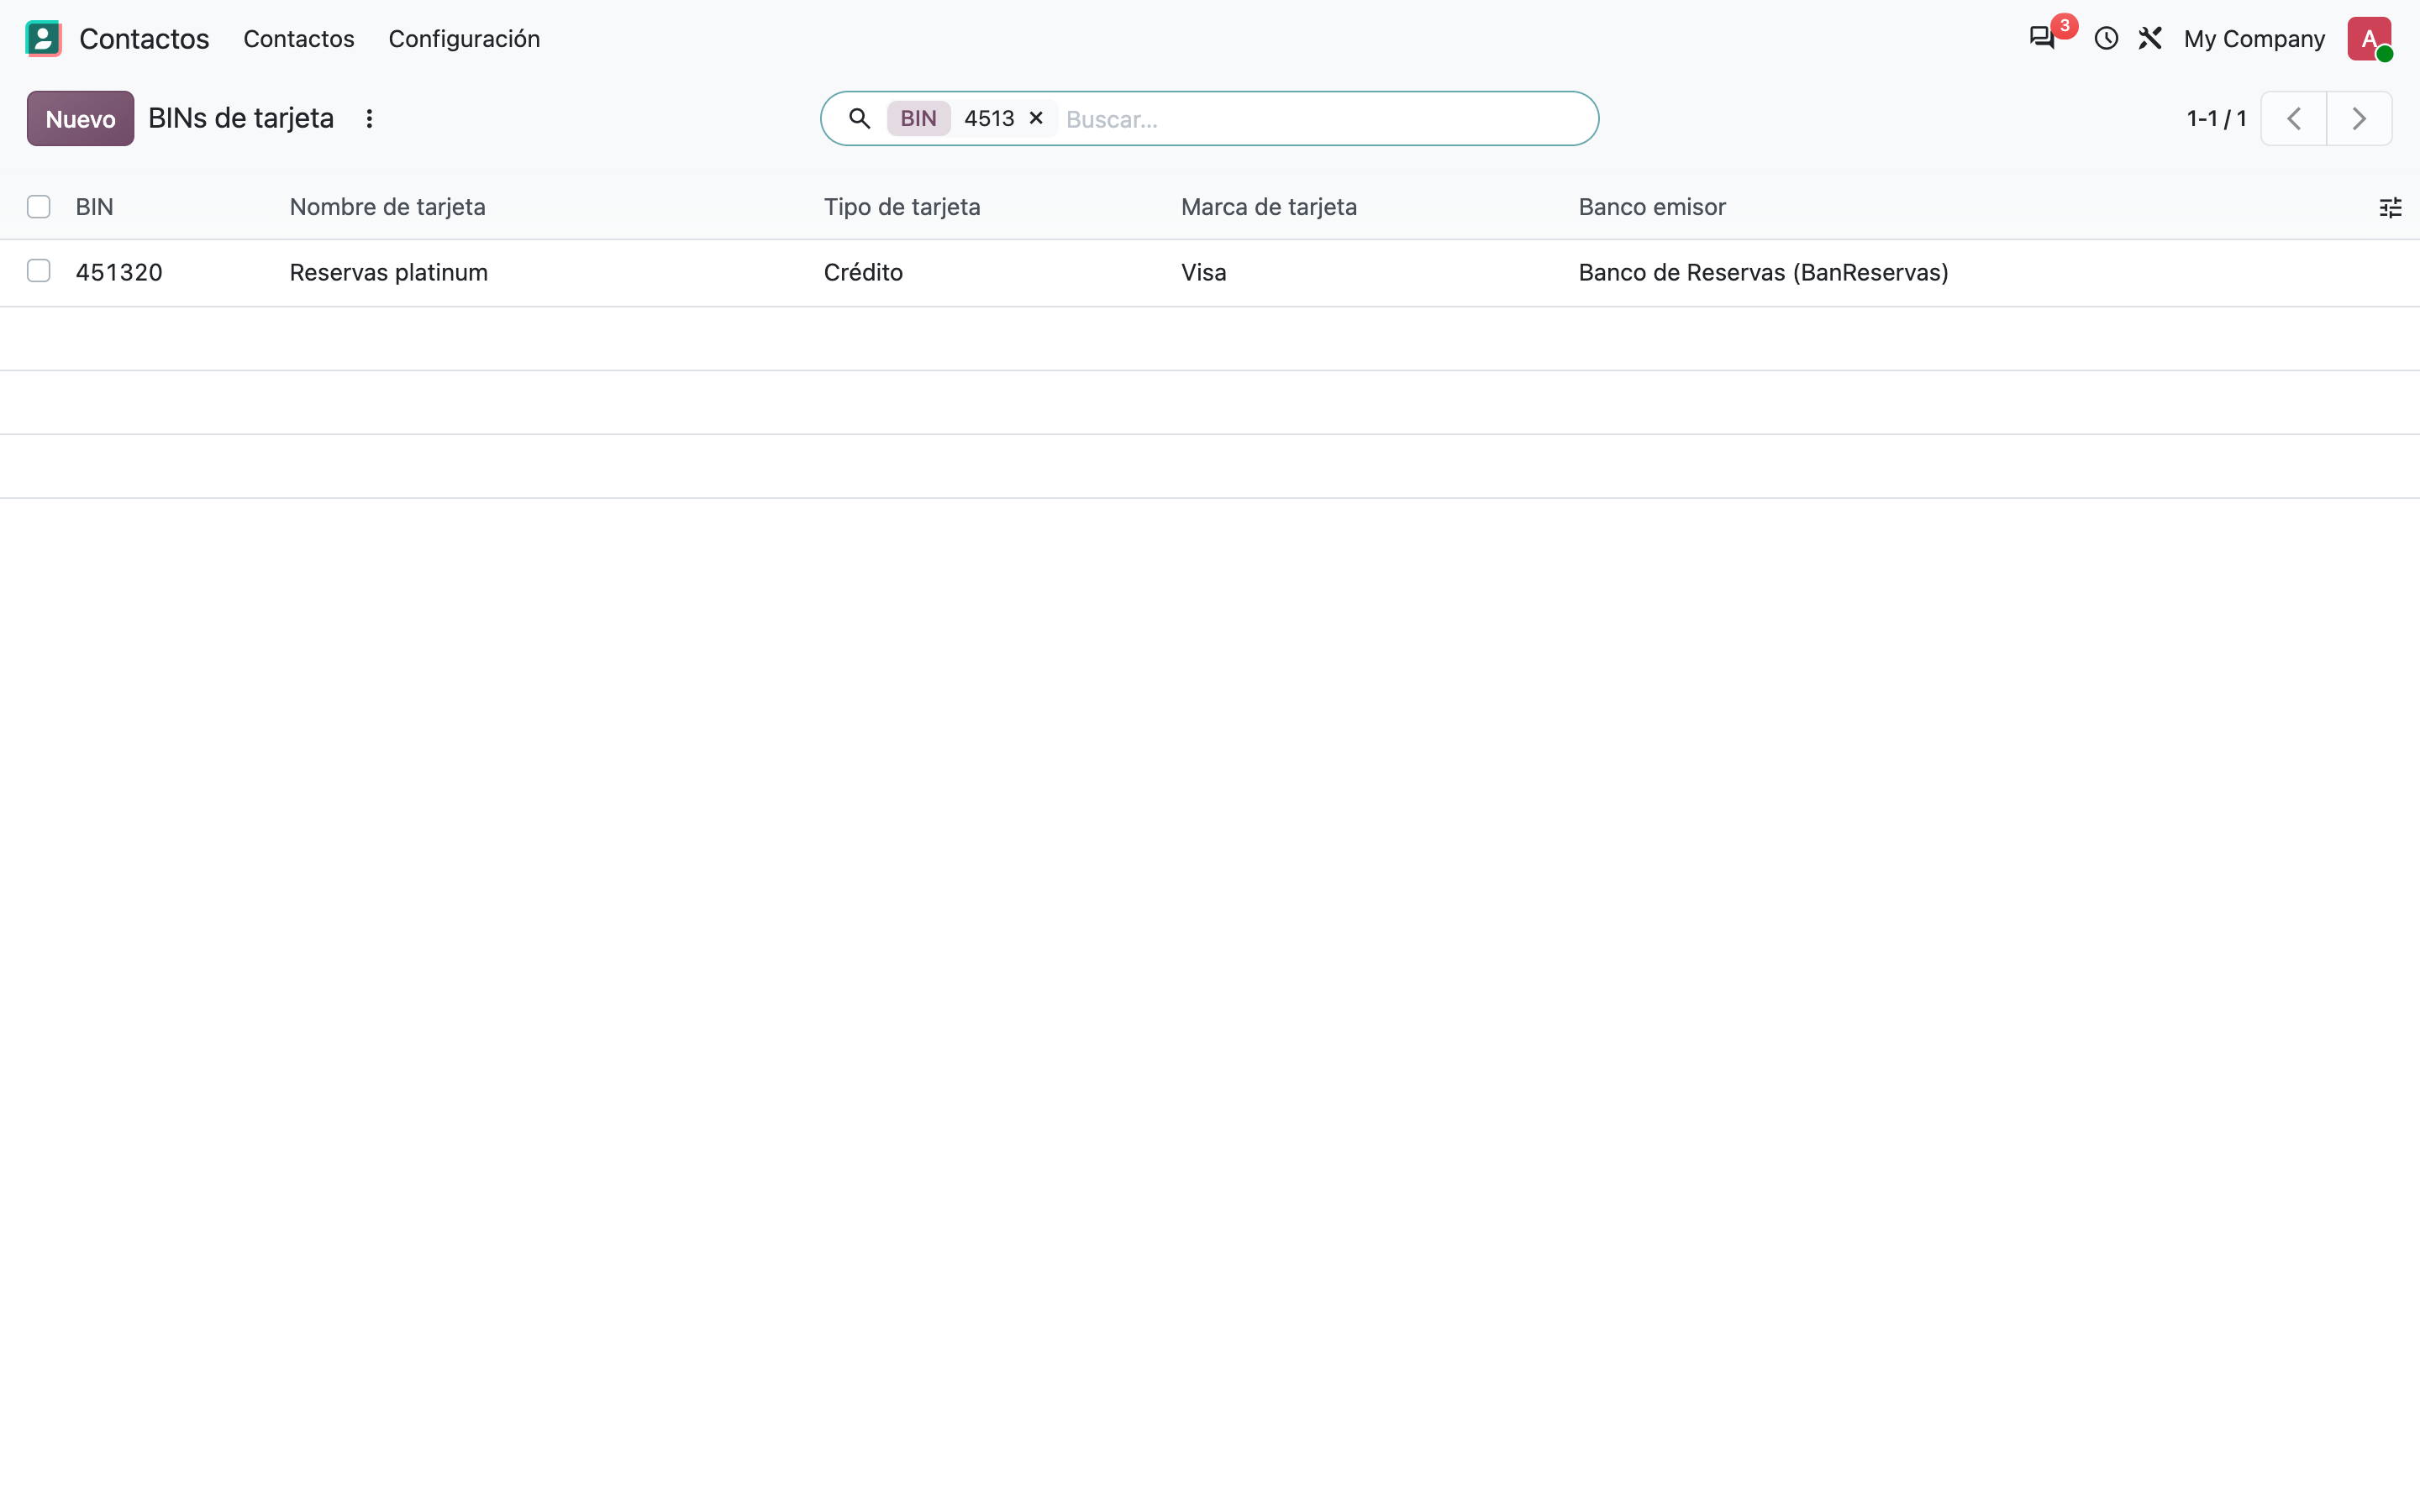 Contactos Contactos Configuración 3 My Company A
Nuevo BINs de tarjeta BIN 4513 Buscar... 1-1 / 1
BIN Nombre de tarjeta Tipo de tarjeta Marca de tarjeta Banco emisor
451320 Reservas platinum Crédito Visa Banco de Reservas (BanReservas)